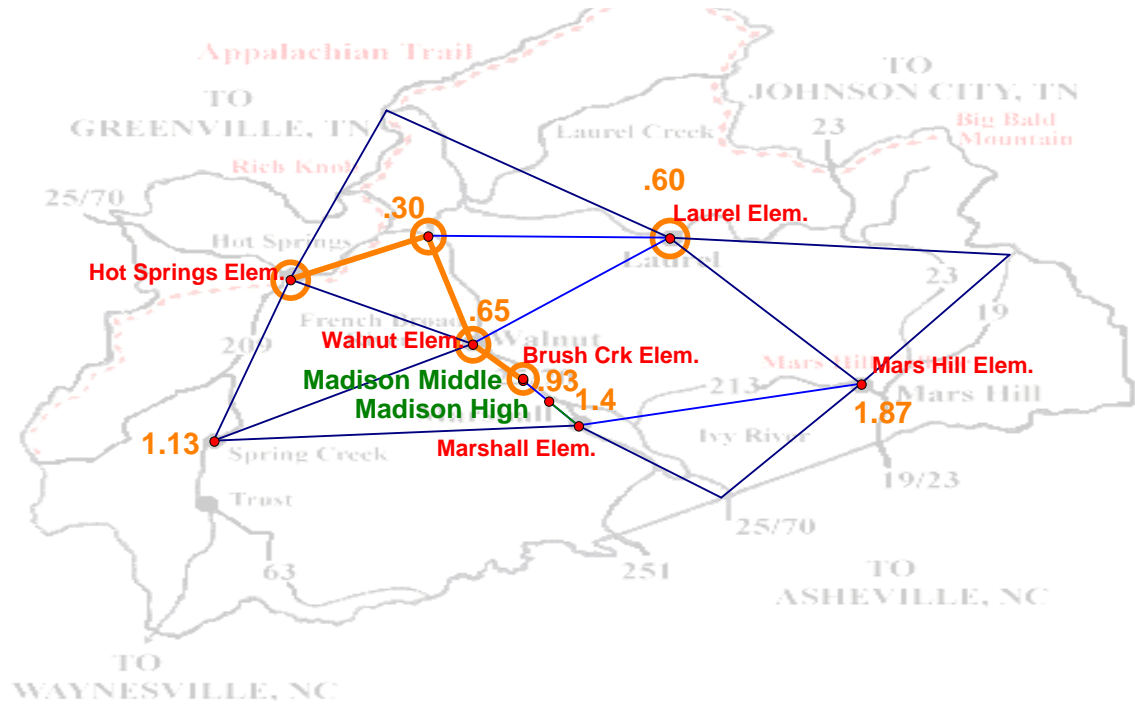 Appalachian Trail
TO
JOHNSON CITY, TN
TO
GREENVILLE, TN
Laurel Creek
23
Big Bald
Mountain
Rich Knob
25/70
.30
.60
Laurel Elem.
Hot Springs
Laurel
Hot Springs Elem.
23
19
French Broad
.65
Walnut Elem.
Walnut
209
Brush Crk Elem.
Mars Hill
Mars Hill Elem.
Madison Middle
.93
213
Mars Hill
Madison High
1.4
1.87
1.13
Spring Creek
Marshall Elem.
Ivy River
19/23
Trust
25/70
63
251
TO
ASHEVILLE, NC
TO
WAYNESVILLE, NC